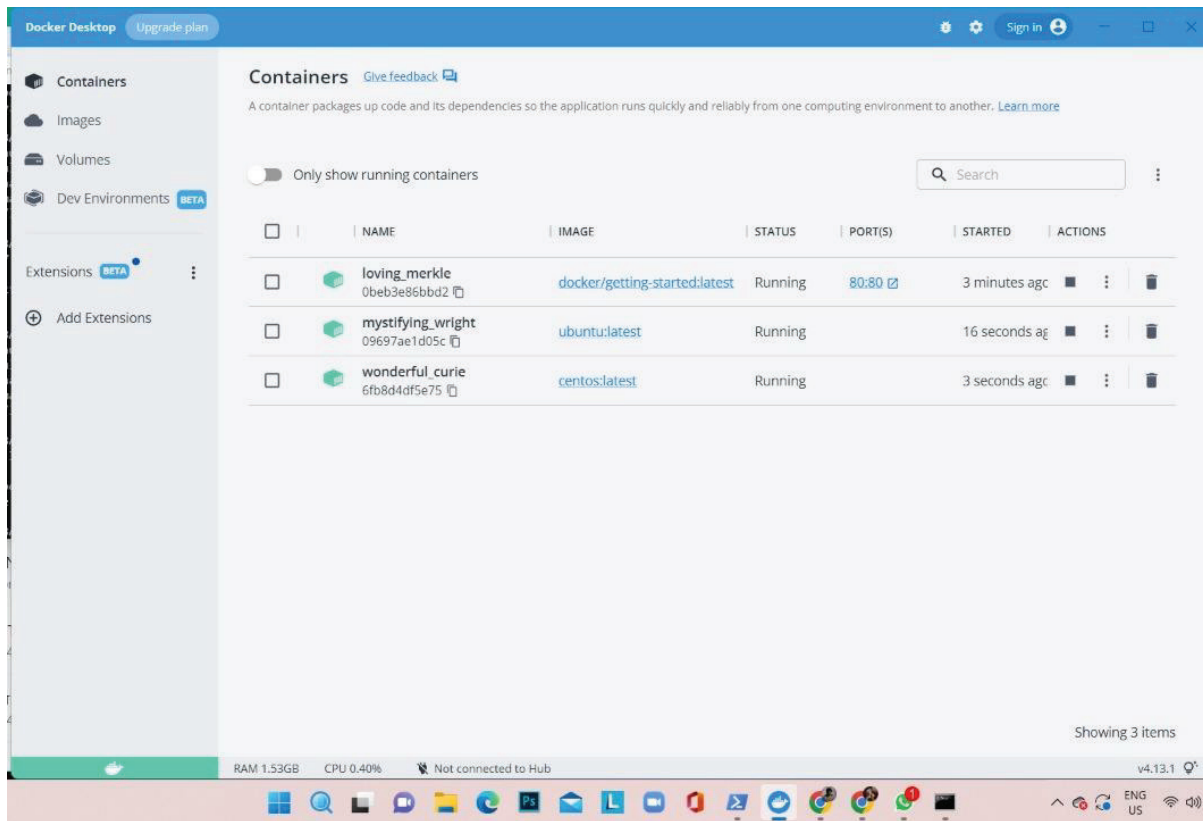 Docker Desktop Upgrade plan Sign in
Containers
Images
Volumes
Dev Environments BETA
Extensions BETA
Add Extensions
Containers Give feedback
A container packages up code and its dependencies so the application runs quickly and reliably from one computing environment to another. Learn more
Only show running containers Search
NAME IMAGE STATUS PORT(S) STARTED ACTIONS
loving_merkle docker/getting-started:latest Running 80:80 3 minutes agc
0beb3e86bbd2
mystifying_wright ubuntu:latest Running 16 seconds ag
09697ae1d05c
wonderful_curie centos:latest Running 3 seconds agc
6fb8d4df5e75
Showing 3 items
RAM 1.53GB CPU 0.40% Not connected to Hub v4.13.1
Ps L 1 ENG
US